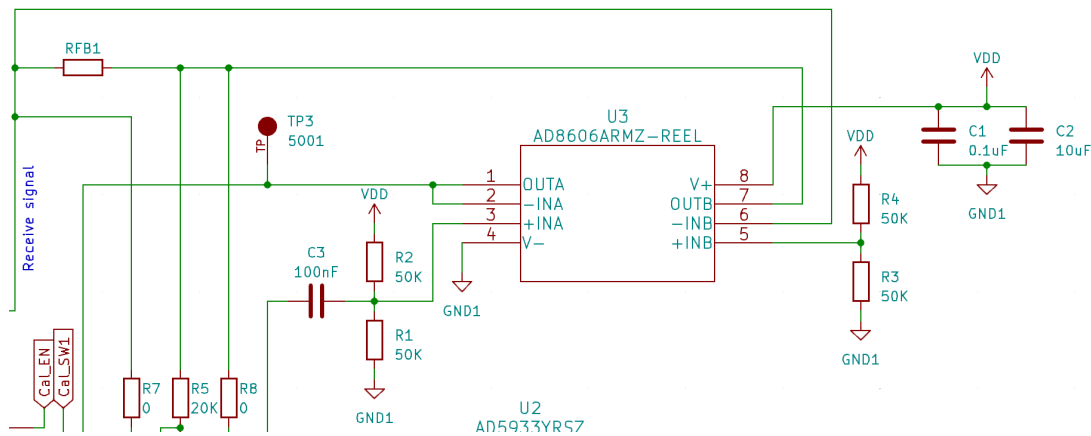 RFB1
TP3
5001
TP
U3
AD8606ARMZ-REEL
VDD
C1
0.1uF
C2
10uF
GND1
VDD
R4
50K
R3
50K
GND1
1
OUTA
2
-INA
3
+INA
4
V-
V+
8
OUTB
7
-INB
6
+INB
5
Receive signal
VDD
C3
100nF
R2
50K
GND1
R1
50K
GND1
Cal_EN
Cal_SW1
R7
0
R5
20K
R8
0
U2
AD5933YRSZ